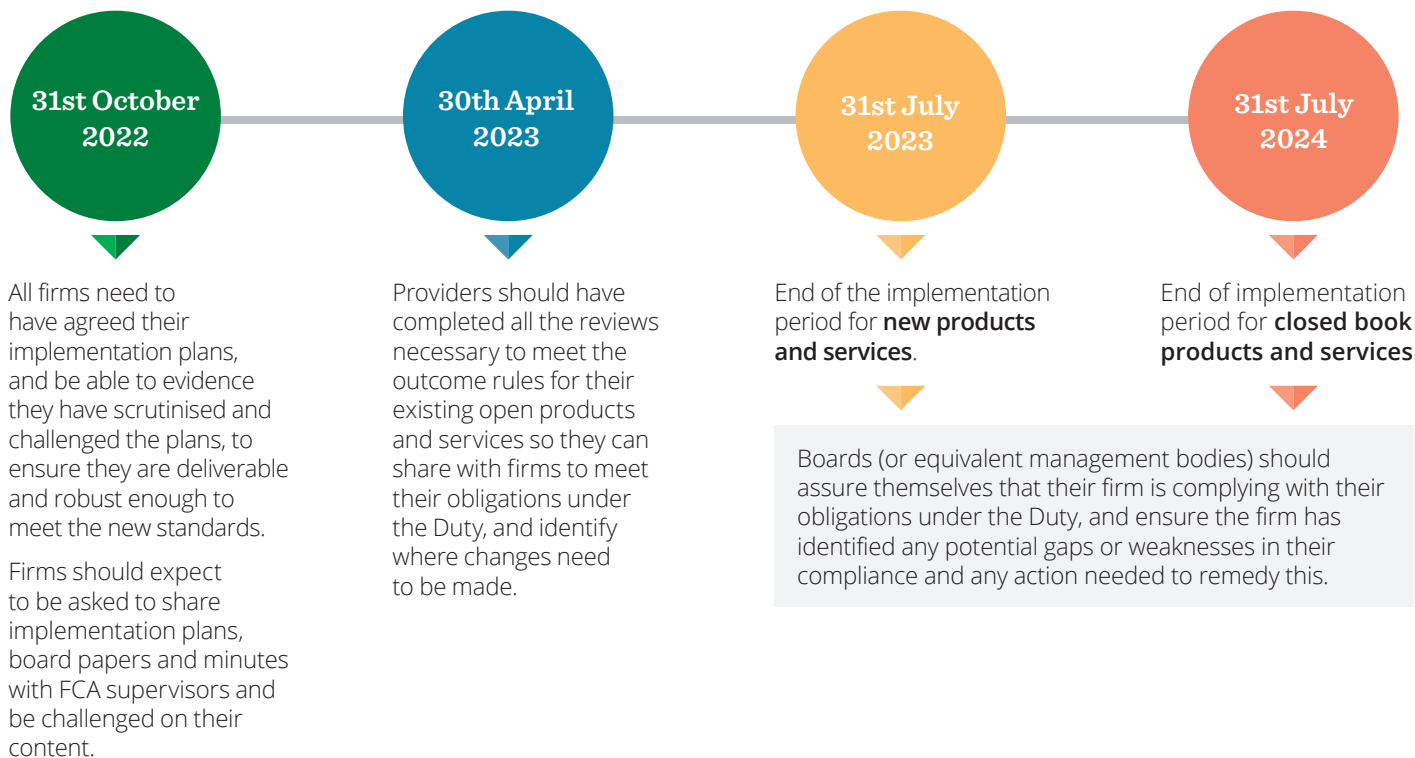 31st October
2022
All firms need to
have agreed their
implementation plans,
and be able to evidence
they have scrutinised and
challenged the plans, to
ensure they are deliverable
and robust enough to
meet the new standards.
Firms should expect
to be asked to share
implementation plans,
board papers and minutes
with FCA supervisors and
be challenged on their
content.
30th April
2023
Providers should have
completed all the reviews
necessary to meet the
outcome rules for their
existing open products
and services so they can
share with firms to meet
their obligations under
the Duty, and identify
where changes need
to be made.
31st July
2023
End of the implementation
period for new products
and services.
31st July
2024
End of implementation
period for closed book
products and services.
Boards (or equivalent management bodies) should
assure themselves that their firm is complying with their
obligations under the Duty, and ensure the firm has
identified any potential gaps or weaknesses in their
compliance and any action needed to remedy this.